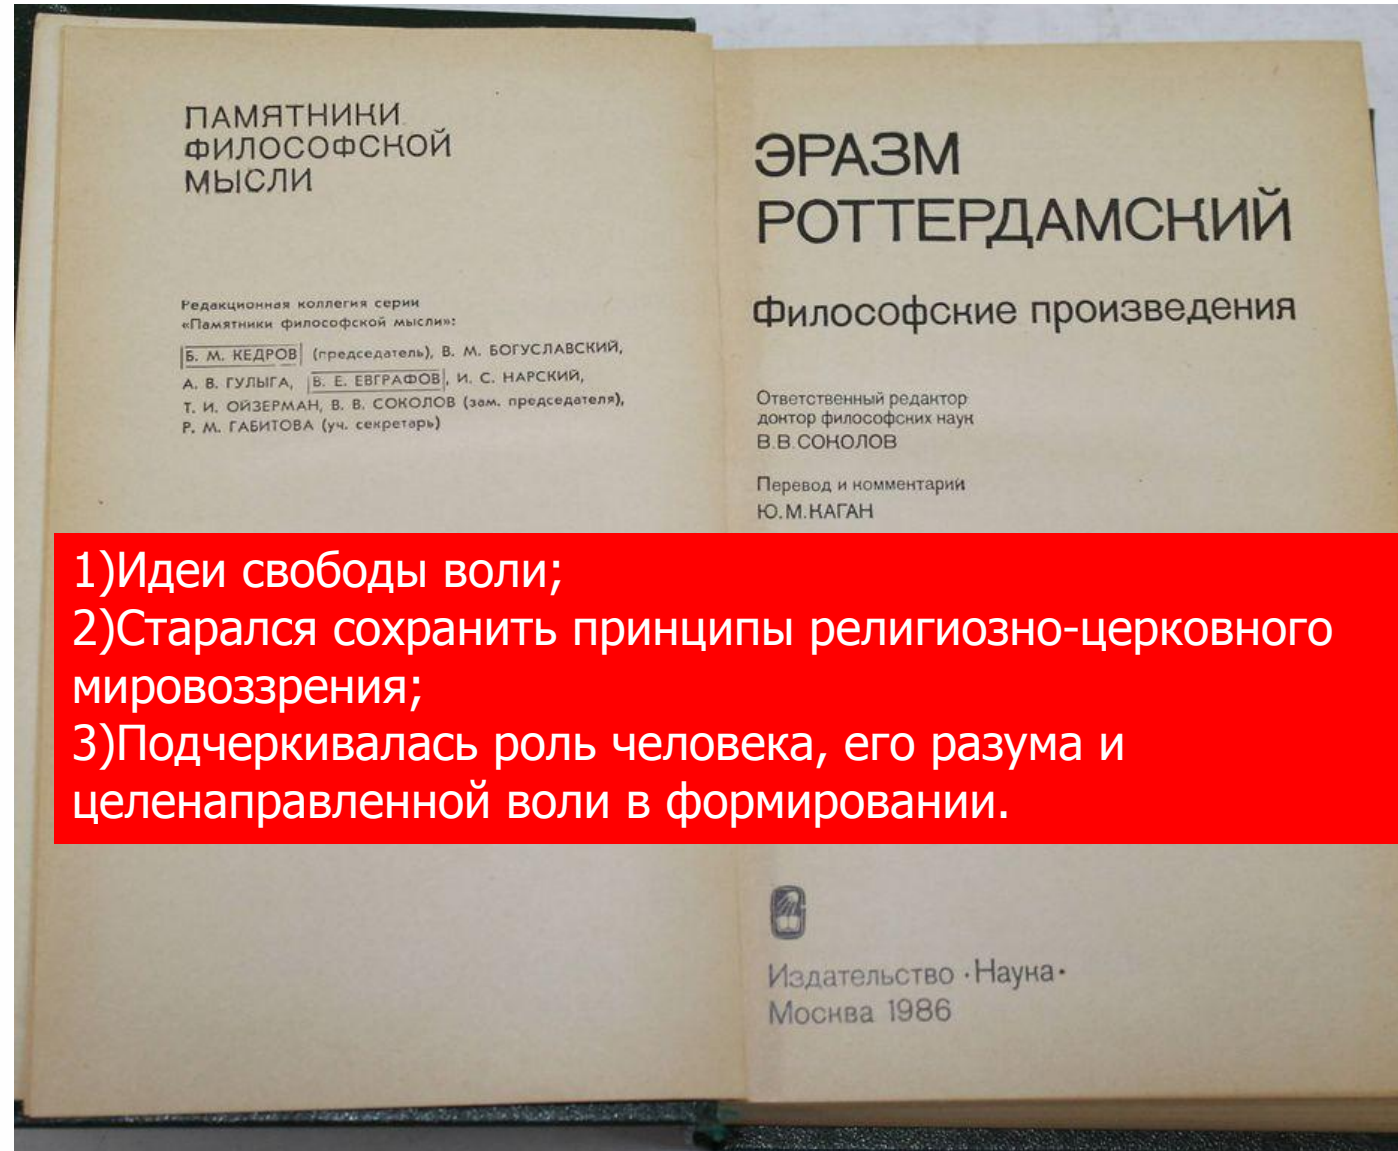 ПАМЯТНИКИ
ФИЛОСОФСКОЙ
МЫСЛИ
Редакционная коллегия серии
«Памятники философской мысли»:
Б. М. КЕДРОВ (председатель), В. М. БОГУСЛАВСКИЙ,
А. В. ГУЛЫГА, В. Е. ЕВГРАФОВ, И. С. НАРСКИЙ,
Т. И. ОЙЗЕРМАН, В. В. СОКОЛОВ (зам. председателя),
Р. М. ГАБИТОВА (уч. секретарь)
ЭРАЗМ
РОТТЕРДАМСКИЙ
Философские произведения
Ответственный редактор
доктор философских наук
В. В. СОКОЛОВ
Перевод и комментарий
Ю. М. КАГАН
1)Идеи свободы воли;
2)Старался сохранить принципы религиозно-церковного
мировоззрения;
3)Подчеркивалась роль человека, его разума и
целенаправленной воли в формировании.
Издательство ·Наука·
Москва 1986